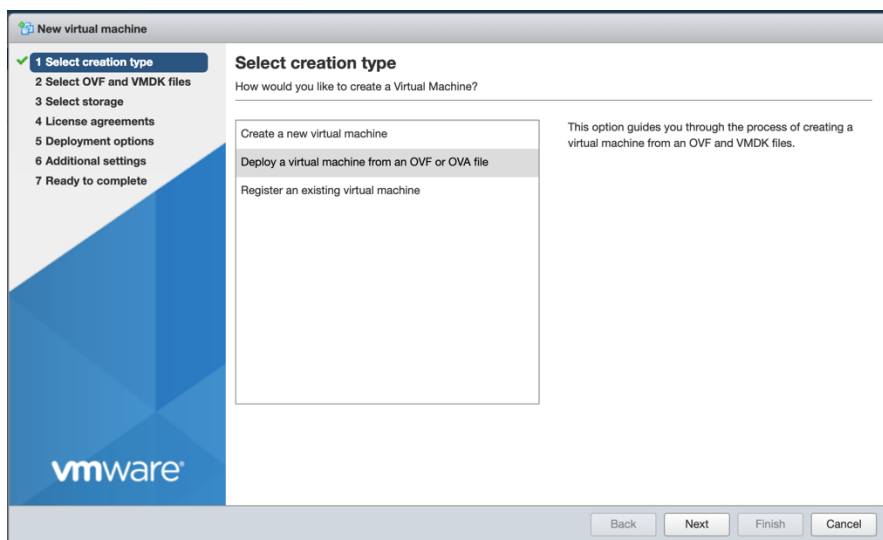 New virtual machine
1 Select creation type
2 Select OVF and VMDK files
3 Select storage
4 License agreements
5 Deployment options
6 Additional settings
7 Ready to complete
vmware®
Select creation type
How would you like to create a Virtual Machine?
Create a new virtual machine
Deploy a virtual machine from an OVF or OVA file
Register an existing virtual machine
This option guides you through the process of creating a
virtual machine from an OVF and VMDK files.
Back
Next
Finish
Cancel